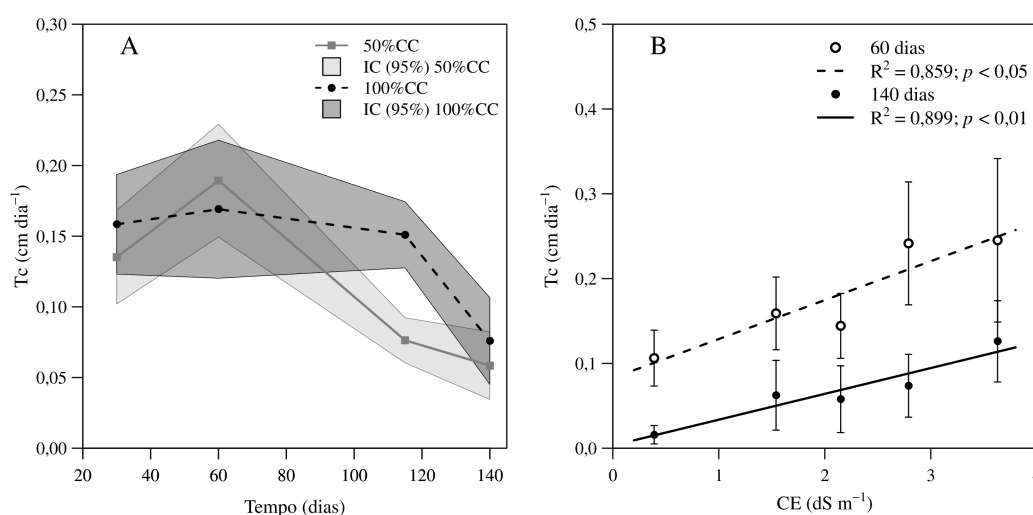 A
50%CC
IC (95%) 50%CC
100%CC
IC (95%) 100%CC
0,30
0,25
0,20
0,15
0,10
0,05
0,00
Tc (cm dia⁻¹)
20 40 60 80 100 120 140
Tempo (dias)
B
60 dias
R² = 0,859; p < 0,05
140 dias
R² = 0,899; p < 0,01
0,5
0,4
0,3
0,2
0,1
0,0
Tc (cm dia⁻¹)
0 1 2 3
CE (dS m⁻¹)